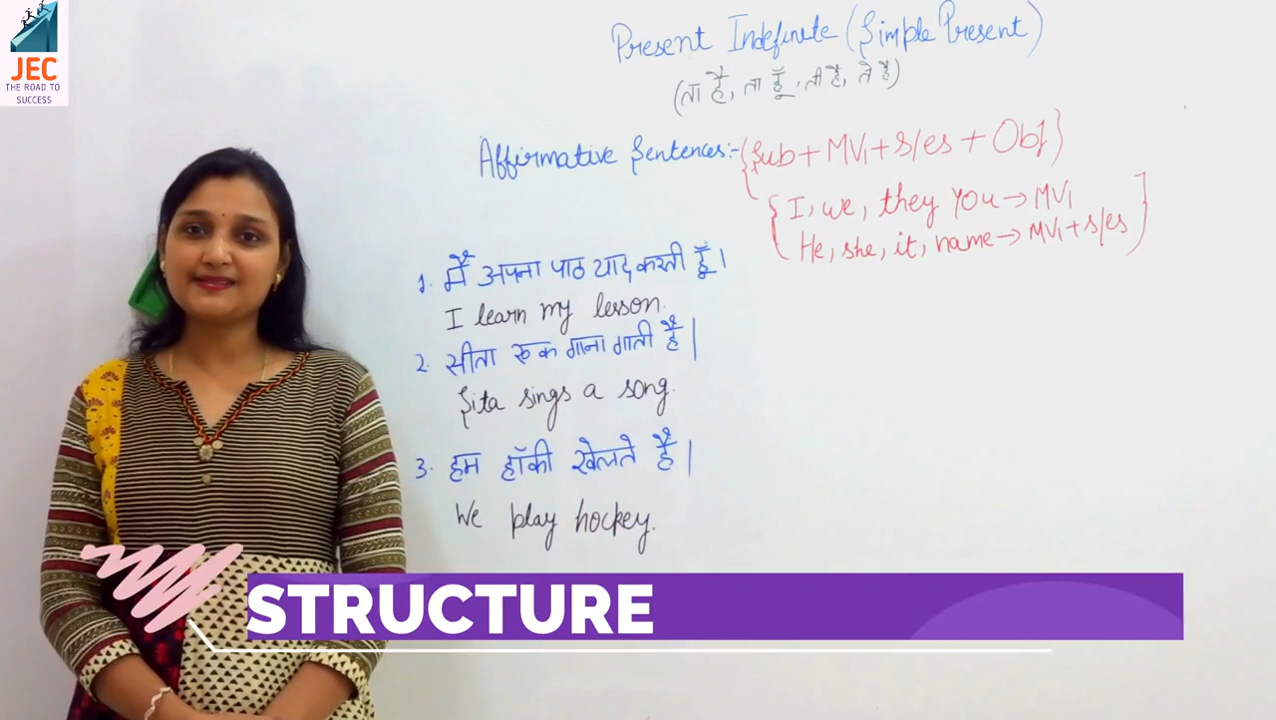 JEC
THE ROAD TO
SUCCESS
Present Indefinite (Simple Present)
(ता है, ता हूँ, ती है, ते है)
Affirmative Sentences:- {Sub + MV1 + s/es + Obj}
{I, we, they You → MV1
He, she, it, name → MV1 + s/es}
1. मैं अपना पाठ याद करती हूँ।
I learn my lesson.
2. सीता एक गाना गाती है|
Sita sings a song.
3. हम हॉकी खेलते हैं|
We play hockey.
STRUCTURE